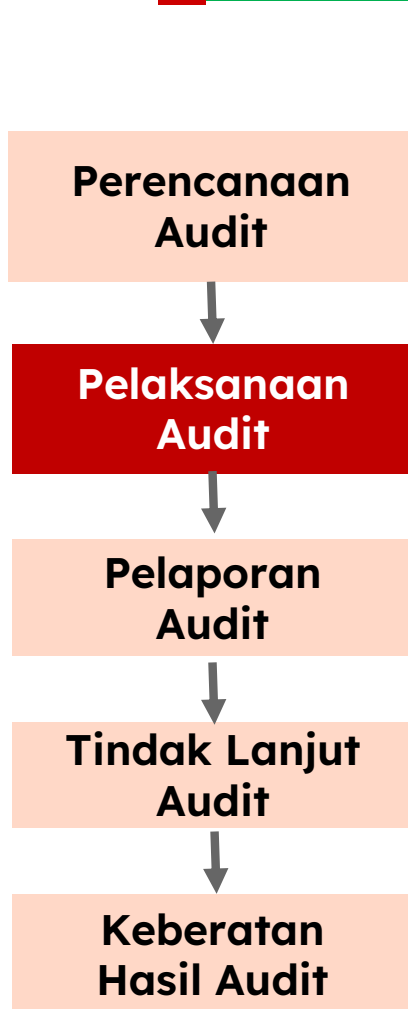 Perencanaan
Audit
Pelaksanaan
Audit
Pelaporan
Audit
Tindak Lanjut
Audit
Keberatan
Hasil Audit